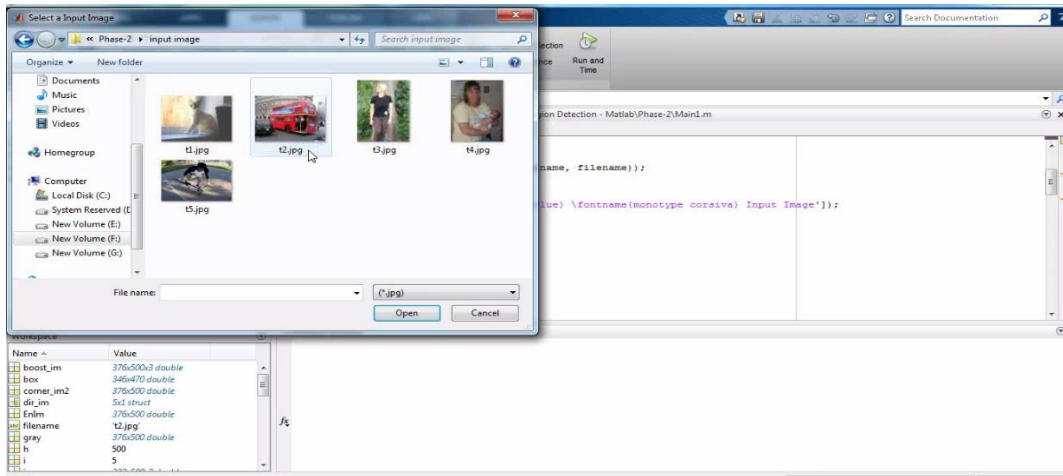 Select a Input Image
Search Documentation
« Phase-2 ▸ input image
Search input image
Organize ▾ New folder
Run and
Time
Documents
Music
Pictures
Videos
Homegroup
Computer
Local Disk (C:)
System Reserved (D
New Volume (E:)
New Volume (F:)
New Volume (G:)
t1.jpg
t2.jpg
t3.jpg
t4.jpg
t5.jpg
File name:
(*.jpg)
Open
Cancel
ion Detection - Matlab\Phase-2\Main1.m
name, filename));
lue} \fontname{monotype corsiva} Input Image']);
Workspace
Name Value
boost_im 376x500x3 double
box 346x470 double
corner_im2 376x500 double
dir_im 5x1 struct
EnIm 376x500 double
filename 't2.jpg'
gray 376x500 double
h 500
i 5
fx